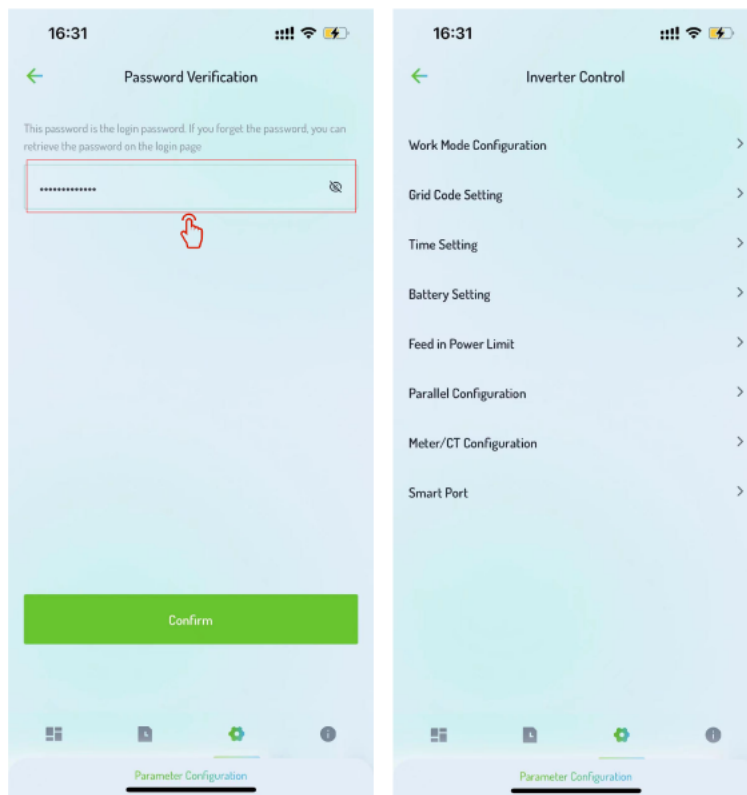 16:31
Password Verification
This password is the login password. If you forget the password, you can
retrieve the password on the login page
•••••••••••••
Confirm
Parameter Configuration
16:31
Inverter Control
Work Mode Configuration
Grid Code Setting
Time Setting
Battery Setting
Feed in Power Limit
Parallel Configuration
Meter/CT Configuration
Smart Port
Parameter Configuration